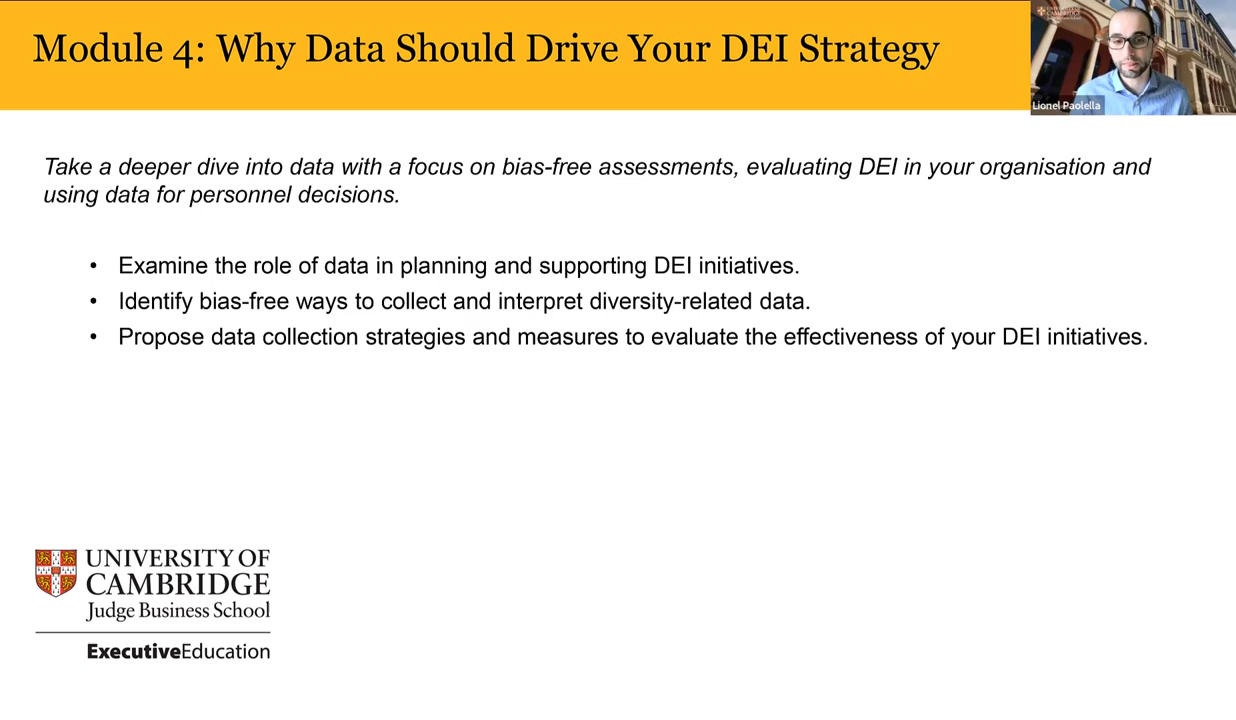 Module 4: Why Data Should Drive Your DEI Strategy
Lionel Paolella
Take a deeper dive into data with a focus on bias-free assessments, evaluating DEI in your organisation and
using data for personnel decisions.
• Examine the role of data in planning and supporting DEI initiatives.
• Identify bias-free ways to collect and interpret diversity-related data.
• Propose data collection strategies and measures to evaluate the effectiveness of your DEI initiatives.
UNIVERSITY OF
CAMBRIDGE
Judge Business School
ExecutiveEducation